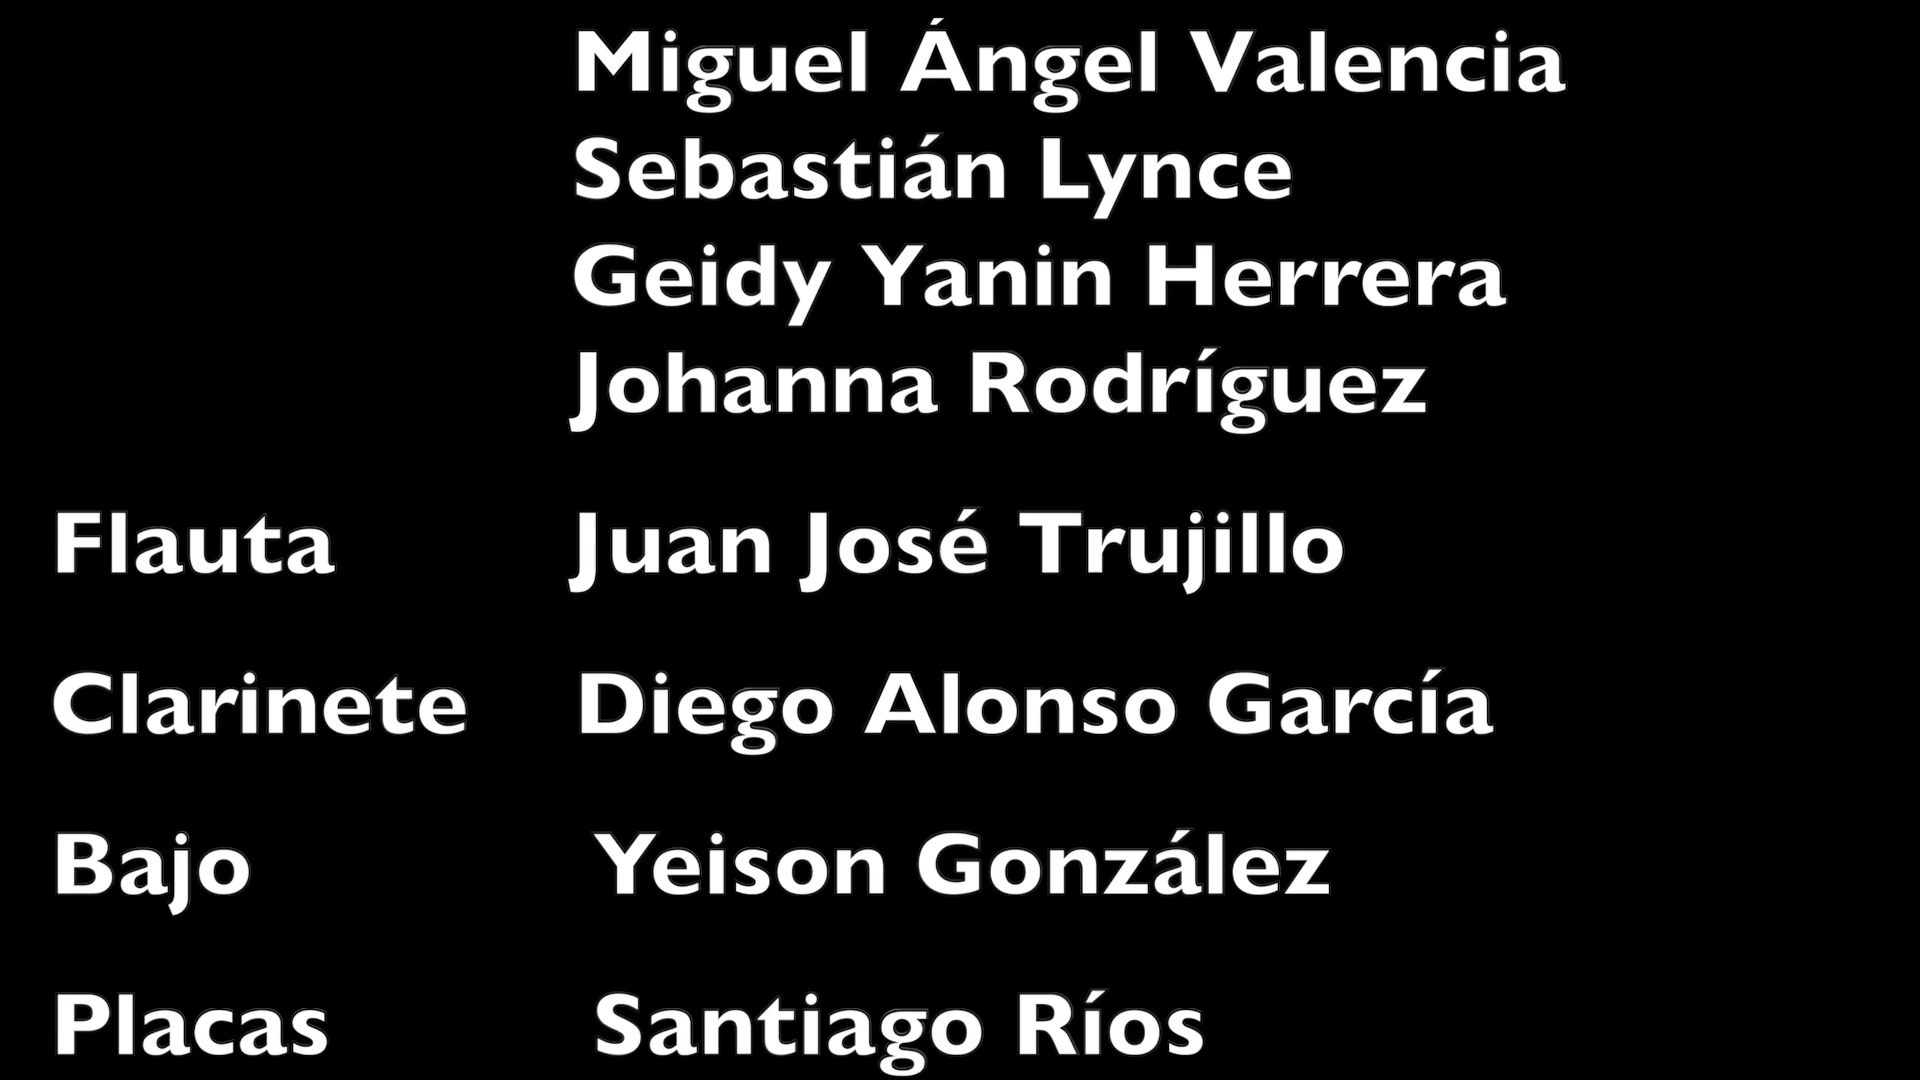 Miguel Ángel Valencia
Sebastián Lynce
Geidy Yanin Herrera
Johanna Rodríguez
Flauta Juan José Trujillo
Clarinete Diego Alonso García
Bajo Yeison González
Placas Santiago Ríos